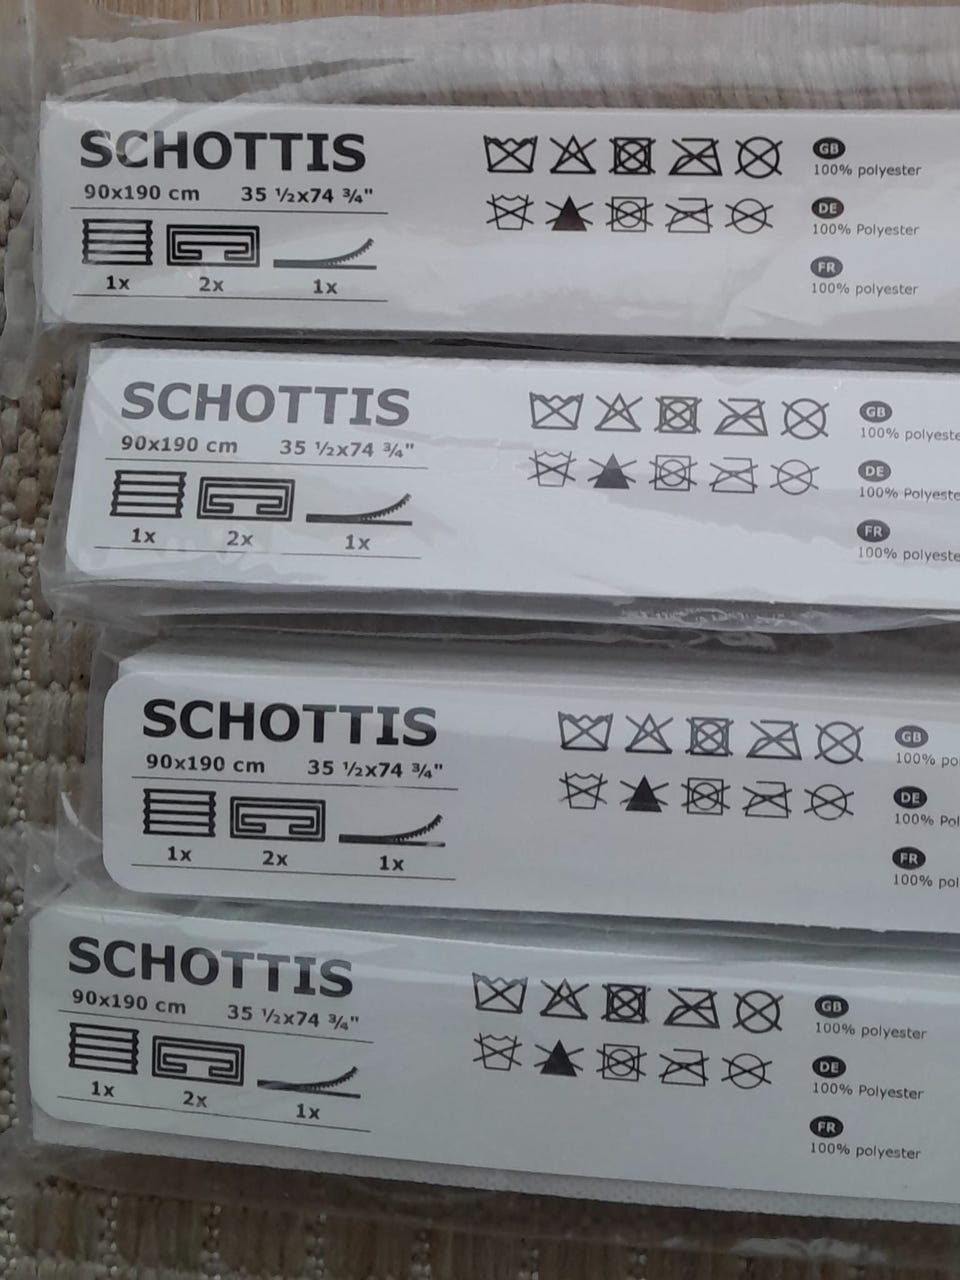 SCHOTTIS
90x190 cm 35 ½x74 ¾"
1x 2x 1x
GB
100% polyester
DE
100% Polyester
FR
100% polyester
SCHOTTIS
90x190 cm 35 ½x74 ¾"
1x 2x 1x
GB
100% polyeste
DE
100% Polyeste
FR
100% polyeste
SCHOTTIS
90x190 cm 35 ½x74 ¾"
1x 2x 1x
GB
100% po
DE
100% Pol
FR
100% pol
SCHOTTIS
90x190 cm 35 ½x74 ¾"
1x 2x 1x
GB
100% polyester
DE
100% Polyester
FR
100% polyester